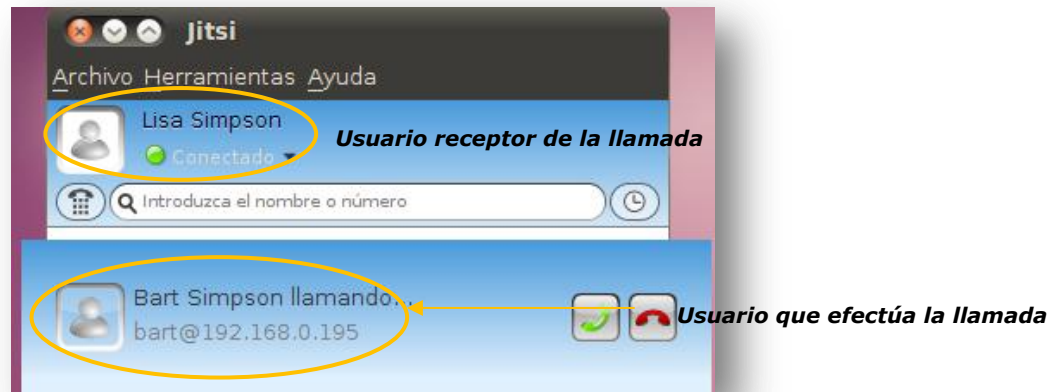 Jitsi
Archivo Herramientas Ayuda
Lisa Simpson
Conectado
Usuario receptor de la llamada
Introduzca el nombre o número
Bart Simpson llamando...
bart@192.168.0.195
Usuario que efectúa la llamada